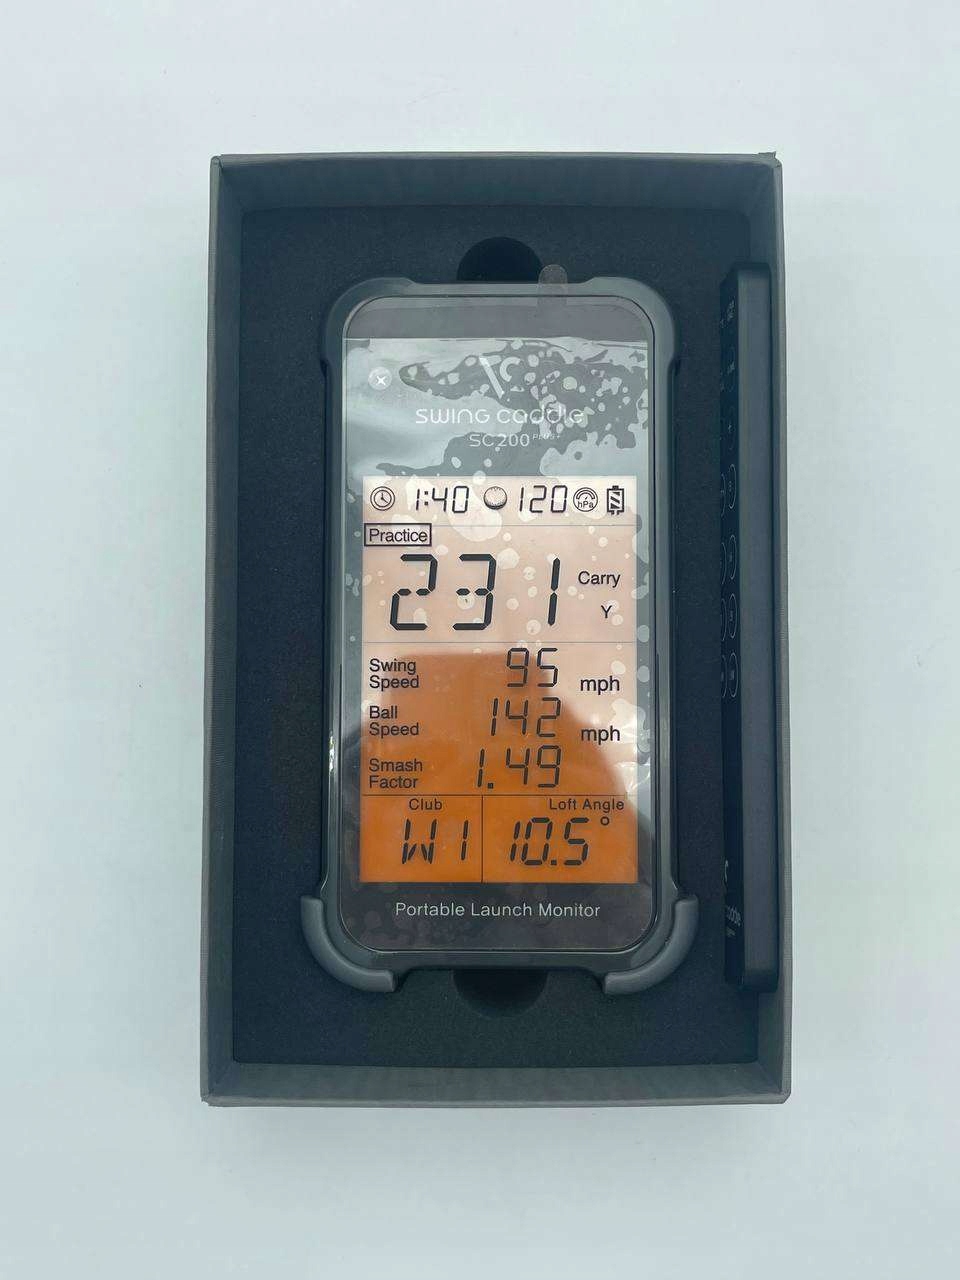 SWING caddie
SC200 PLUS+
1:40 120 hPa
Practice
231 Carry Y
Swing Speed 95 mph
Ball Speed 142 mph
Smash Factor 1.49
Club Loft Angle
W1 10.5°
Portable Launch Monitor